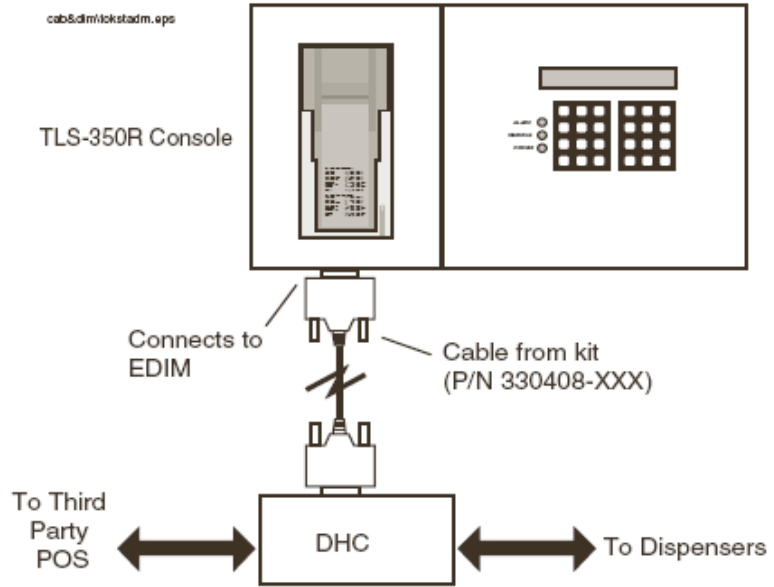 cab&dim\lokstadm.eps
TLS-350R Console
Connects to
EDIM
Cable from kit
(P/N 330408-XXX)
To Third
Party
POS
DHC
To Dispensers